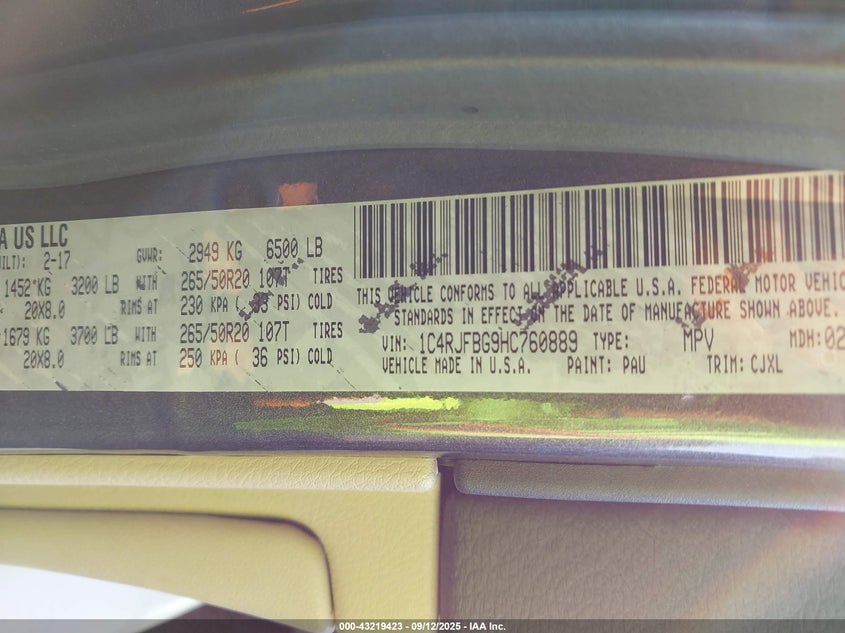 A US LLC
ILT): 2-17 GVWR: 2949 KG 6500 LB
1452 KG 3200 LB WITH 265/50R20 107T TIRES
20X8.0 RIMS AT 230 KPA ( PSI) COLD
1679 KG 3700 LB WITH 265/50R20 107T TIRES
20X8.0 RIMS AT 250 KPA ( 36 PSI) COLD
THIS VEHICLE CONFORMS TO ALL APPLICABLE U.S.A. FEDERAL MOTOR VEHIC
STANDARDS IN EFFECT ON THE DATE OF MANUFACTURE SHOWN ABOVE.
VIN: 1C4RJFBG9HC760889 TYPE: MPV MDH: 02
VEHICLE MADE IN U.S.A. PAINT: PAU TRIM: CJXL
000-43219423 - 09/12/2025 - IAA Inc.